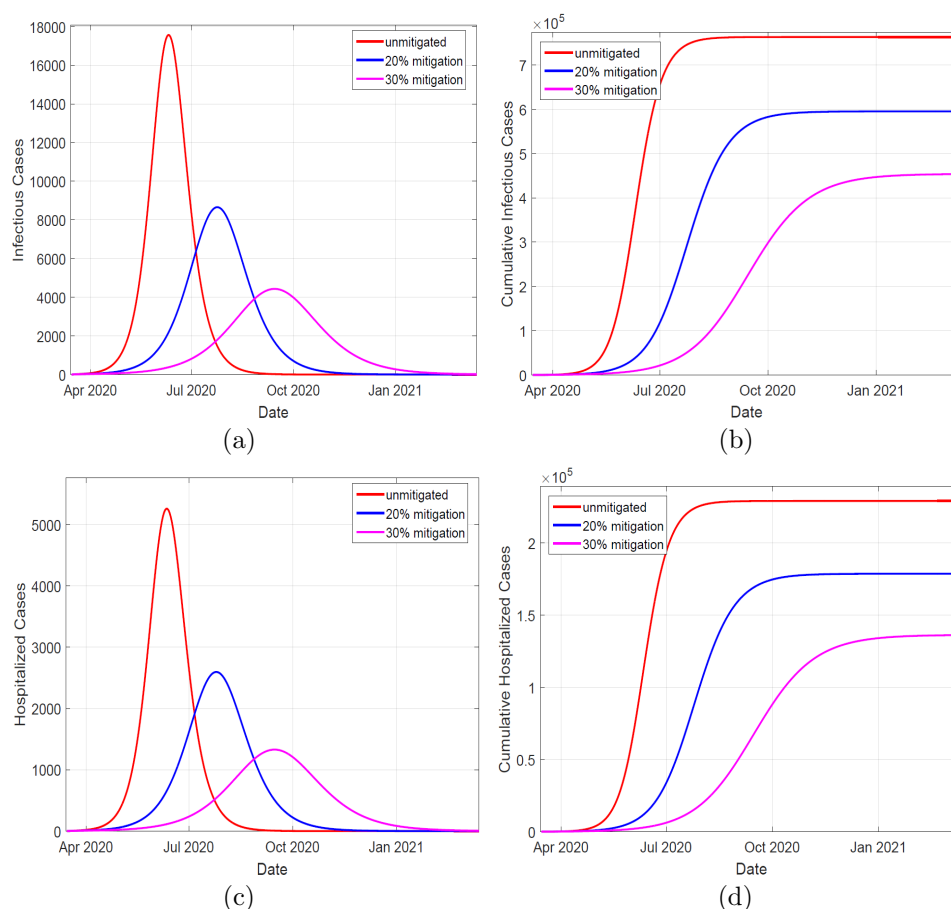 18000
16000
14000
12000
10000
8000
6000
4000
2000
0
Infectious Cases
unmitigated
20% mitigation
30% mitigation
Apr 2020 Jul 2020 Oct 2020 Jan 2021
Date
(a)
×10⁵
7
6
5
4
3
2
1
0
Cumulative Infectious Cases
unmitigated
20% mitigation
30% mitigation
Apr 2020 Jul 2020 Oct 2020 Jan 2021
Date
(b)
5000
4000
3000
2000
1000
0
Hospitalized Cases
unmitigated
20% mitigation
30% mitigation
Apr 2020 Jul 2020 Oct 2020 Jan 2021
Date
(c)
×10⁵
2
1.5
1
0.5
0
Cumulative Hospitalized Cases
unmitigated
20% mitigation
30% mitigation
Apr 2020 Jul 2020 Oct 2020 Jan 2021
Date
(d)